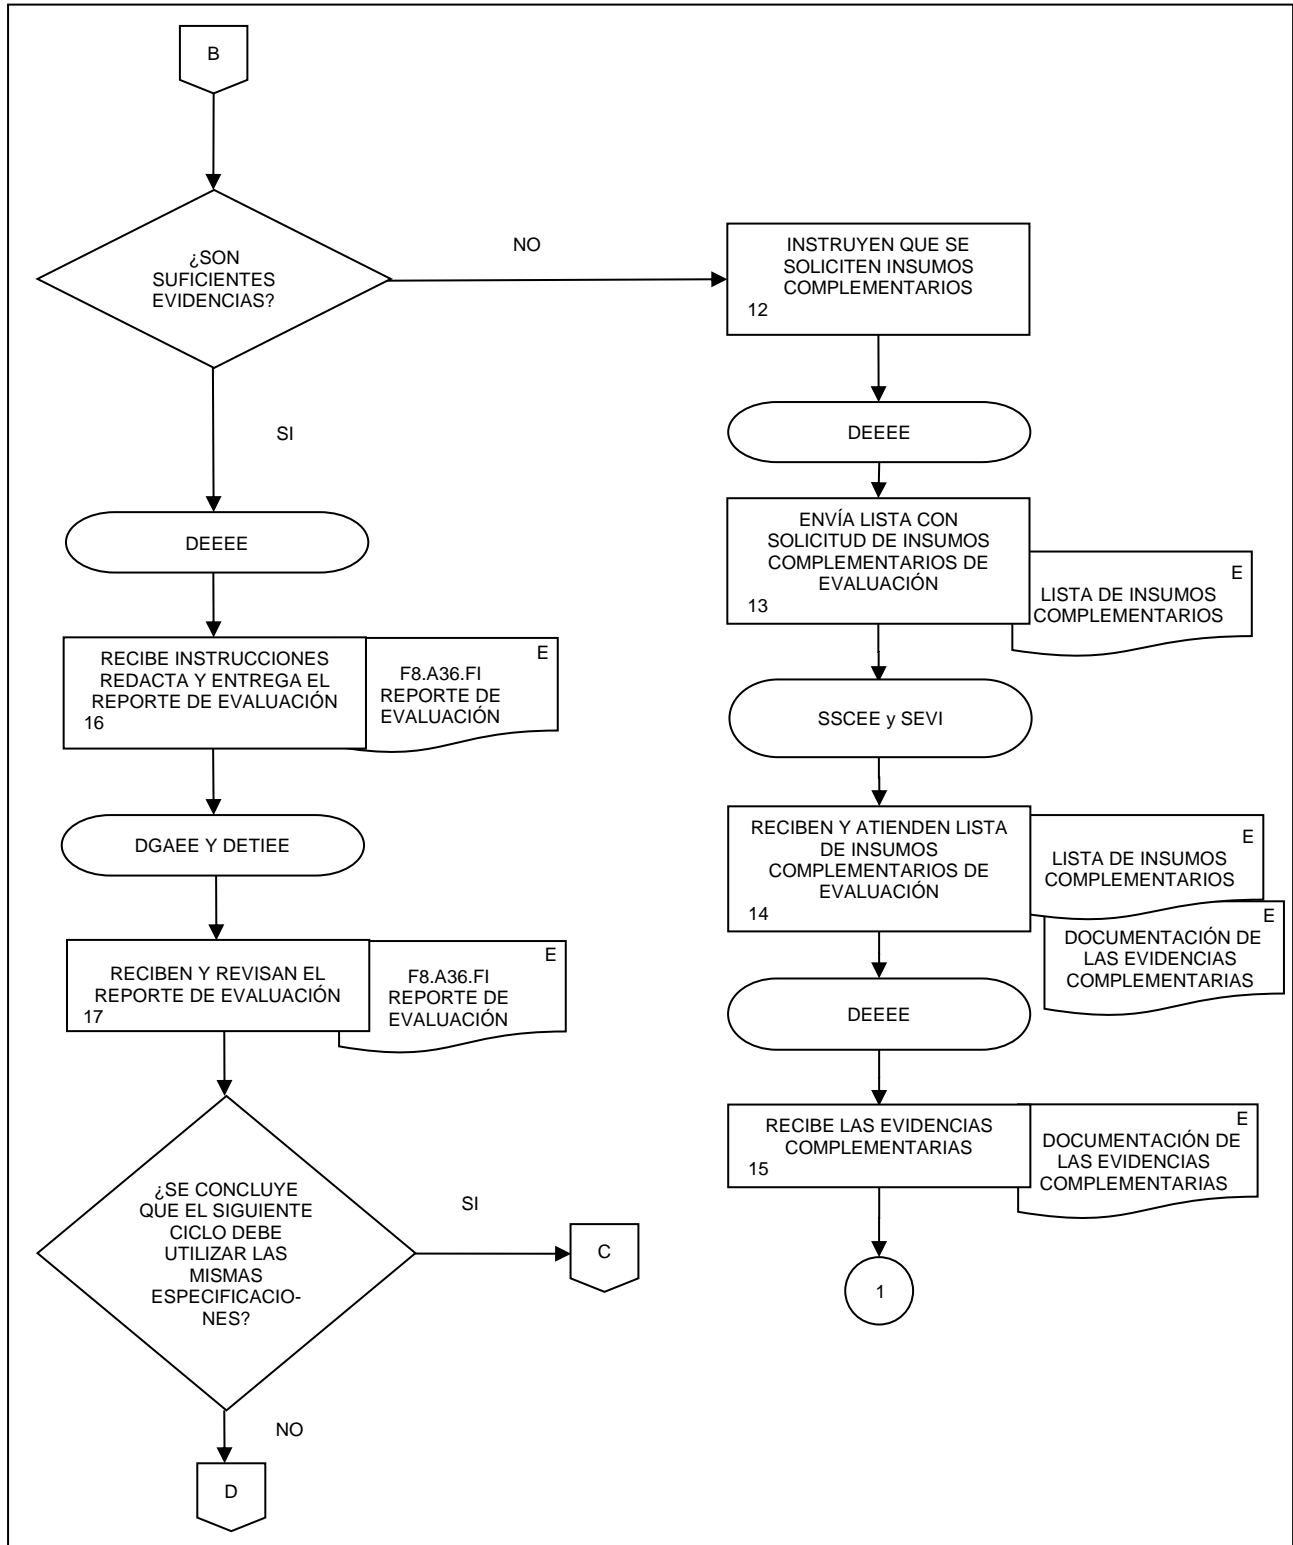 B
¿SON
SUFICIENTES
EVIDENCIAS?
NO
INSTRUYEN QUE SE
SOLICITEN INSUMOS
COMPLEMENTARIOS
12
SI
DEEEE
ENVÍA LISTA CON
SOLICITUD DE INSUMOS
COMPLEMENTARIOS DE
EVALUACIÓN
13
E
LISTA DE INSUMOS
COMPLEMENTARIOS
SSCEE y SEVI
RECIBEN Y ATIENDEN LISTA
DE INSUMOS
COMPLEMENTARIOS DE
EVALUACIÓN
14
E
LISTA DE INSUMOS
COMPLEMENTARIOS
E
DOCUMENTACIÓN DE
LAS EVIDENCIAS
COMPLEMENTARIAS
DEEEE
RECIBE LAS EVIDENCIAS
COMPLEMENTARIAS
15
E
DOCUMENTACIÓN DE
LAS EVIDENCIAS
COMPLEMENTARIAS
1
DEEEE
RECIBE INSTRUCCIONES
REDACTA Y ENTREGA EL
REPORTE DE EVALUACIÓN
16
E
F8.A36.FI
REPORTE DE
EVALUACIÓN
DGAEE Y DETIEE
RECIBEN Y REVISAN EL
REPORTE DE EVALUACIÓN
17
E
F8.A36.FI
REPORTE DE
EVALUACIÓN
¿SE CONCLUYE
QUE EL SIGUIENTE
CICLO DEBE
UTILIZAR LAS
MISMAS
ESPECIFICACIO-
NES?
SI
C
NO
D